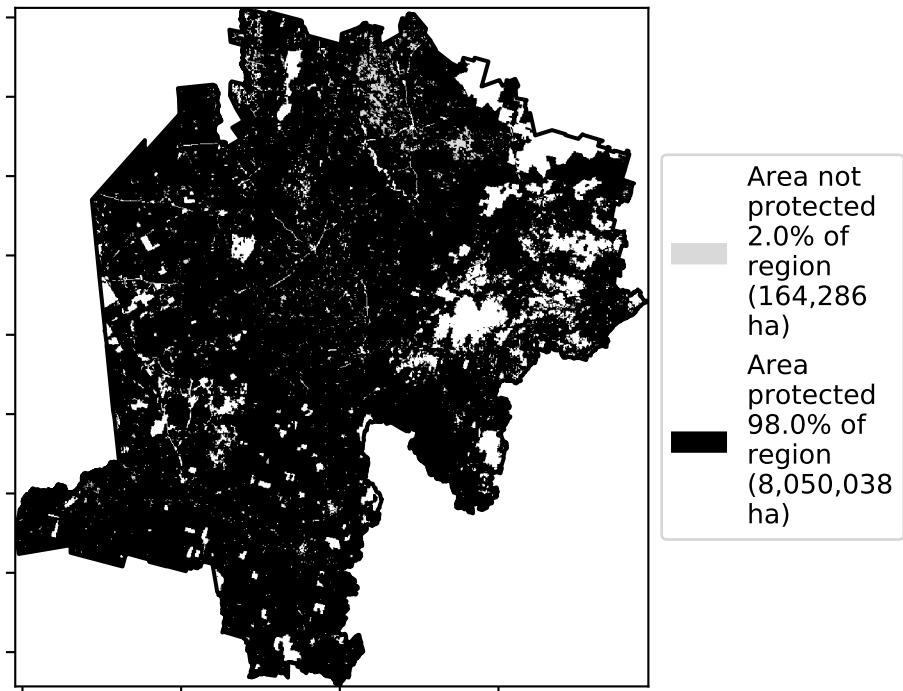 Area not
protected
2.0% of
region
(164,286
ha)
Area
protected
98.0% of
region
(8,050,038
ha)